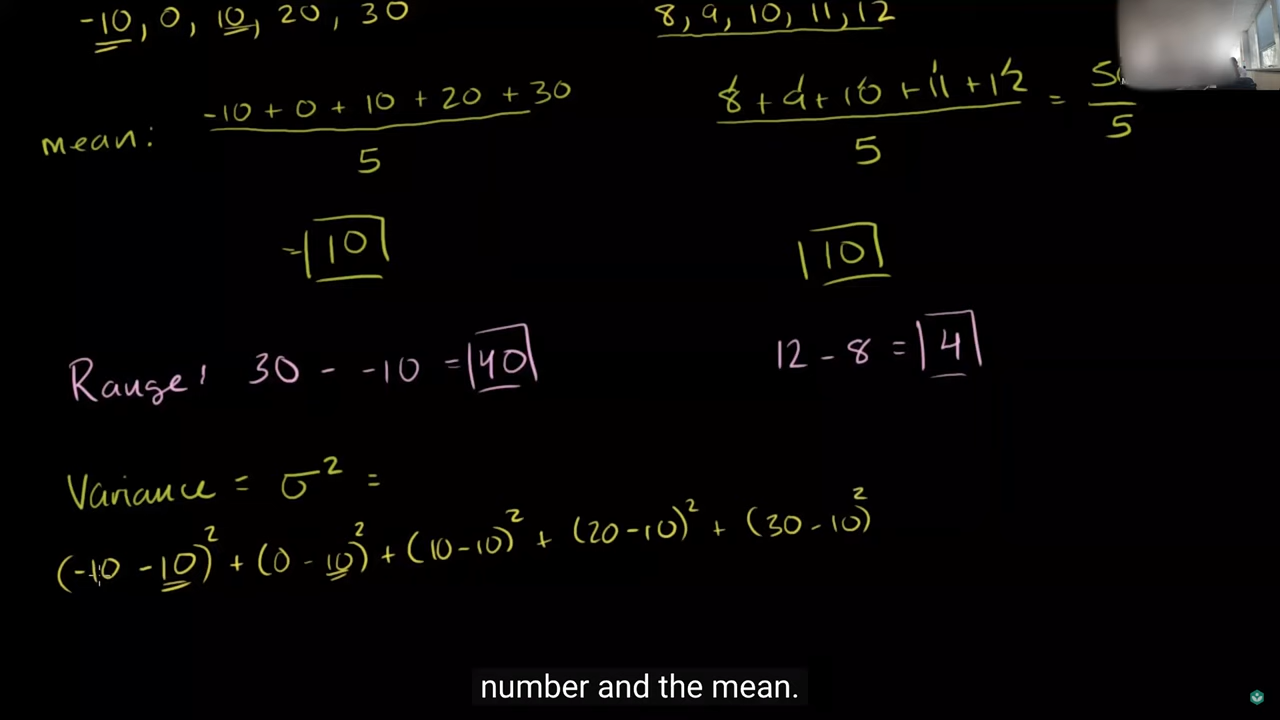 -10, 0, 10, 20, 30
8, 9, 10, 11, 12
mean: -10 + 0 + 10 + 20 + 30
5
8 + 9 + 10 + 11 + 12 =
5
5
= 10
10
Range: 30 - -10 = 40
12 - 8 = 4
Variance = σ² =
(-10 - 10)² + (0 - 10)² + (10 - 10)² + (20 - 10)² + (30 - 10)²
number and the mean.